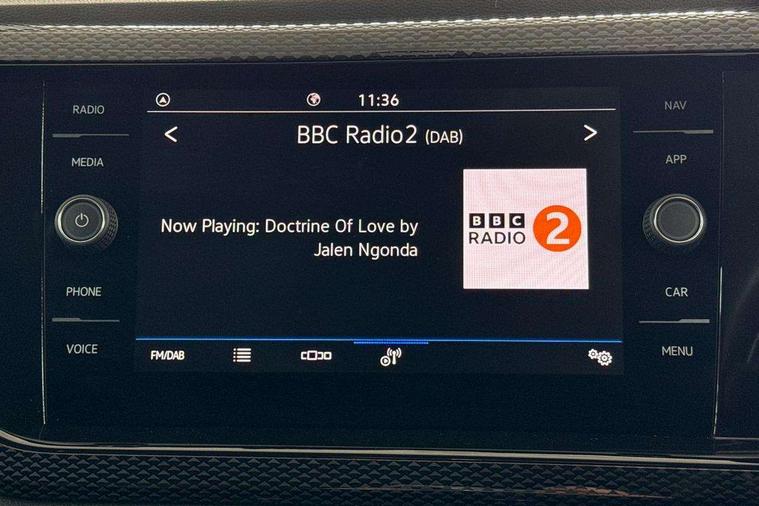 RADIO
MEDIA
PHONE
VOICE
11:36
BBC Radio2 (DAB)
Now Playing: Doctrine Of Love by
Jalen Ngonda
BBC
RADIO 2
FM/DAB
NAV
APP
CAR
MENU